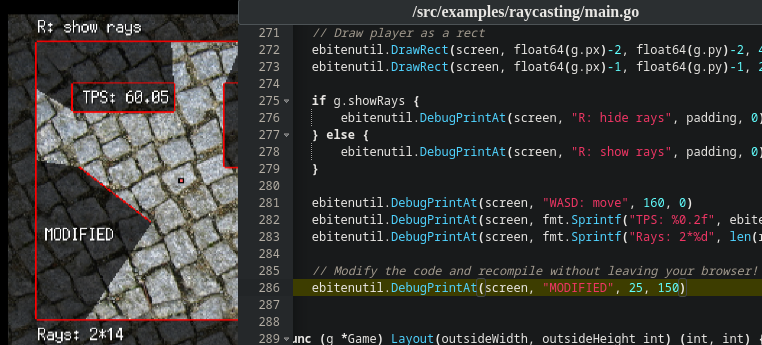 R: show rays
TPS: 60.05
MODIFIED
Rays: 2*14
/src/examples/raycasting/main.go
271 // Draw player as a rect
272 ebitenutil.DrawRect(screen, float64(g.px)-2, float64(g.py)-2, 4
273 ebitenutil.DrawRect(screen, float64(g.px)-1, float64(g.py)-1, 2
274
275 if g.showRays {
276 ebitenutil.DebugPrintAt(screen, "R: hide rays", padding, 0)
277 } else {
278 ebitenutil.DebugPrintAt(screen, "R: show rays", padding, 0)
279 }
280
281 ebitenutil.DebugPrintAt(screen, "WASD: move", 160, 0)
282 ebitenutil.DebugPrintAt(screen, fmt.Sprintf("TPS: %0.2f", ebite
283 ebitenutil.DebugPrintAt(screen, fmt.Sprintf("Rays: 2*%d", len(r
284
285 // Modify the code and recompile without leaving your browser!
286 ebitenutil.DebugPrintAt(screen, "MODIFIED", 25, 150)
287
288
289 unc (g *Game) Layout(outsideWidth, outsideHeight int) (int, int) {